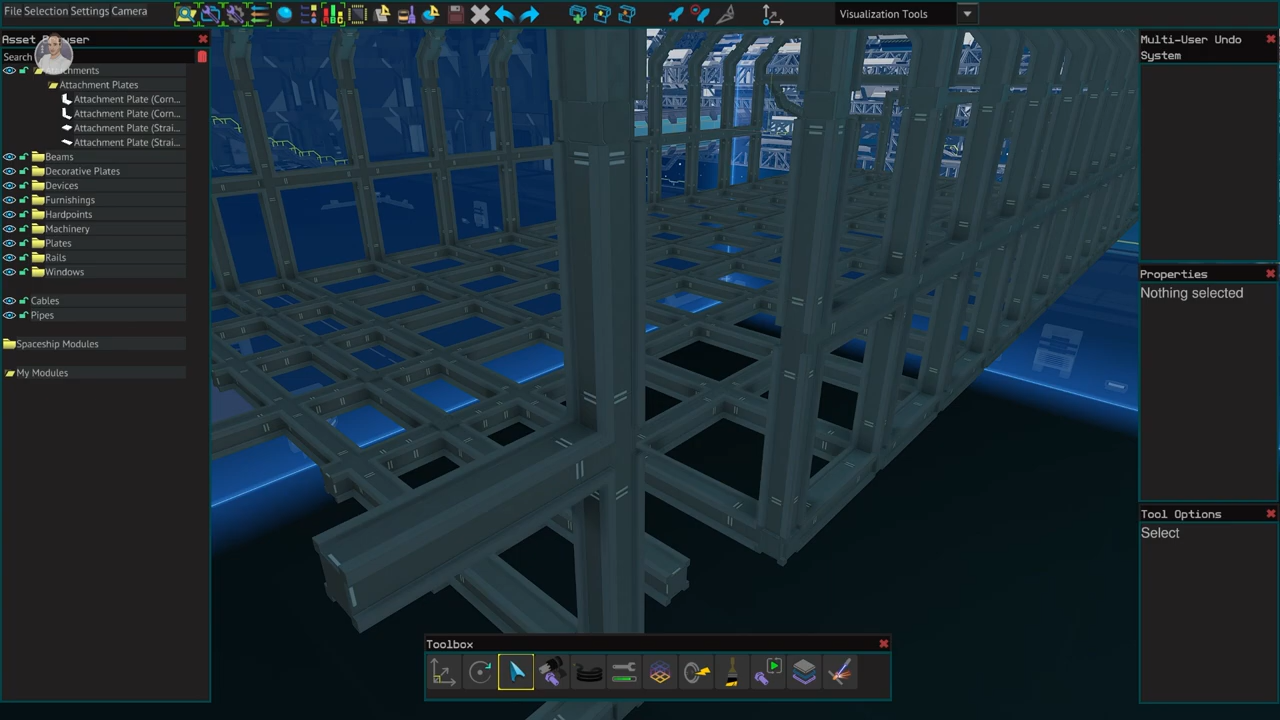 File Selection Settings Camera
Visualization Tools
Asset
Search
Attachment Plates
Attachment Plate (Corn...
Attachment Plate (Corn...
Attachment Plate (Strai...
Attachment Plate (Strai...
Beams
Decorative Plates
Devices
Furnishings
Hardpoints
Machinery
Plates
Rails
Windows
Cables
Pipes
Spaceship Modules
My Modules
Multi-User Undo
System
Properties
Nothing selected
Tool Options
Select
Toolbox